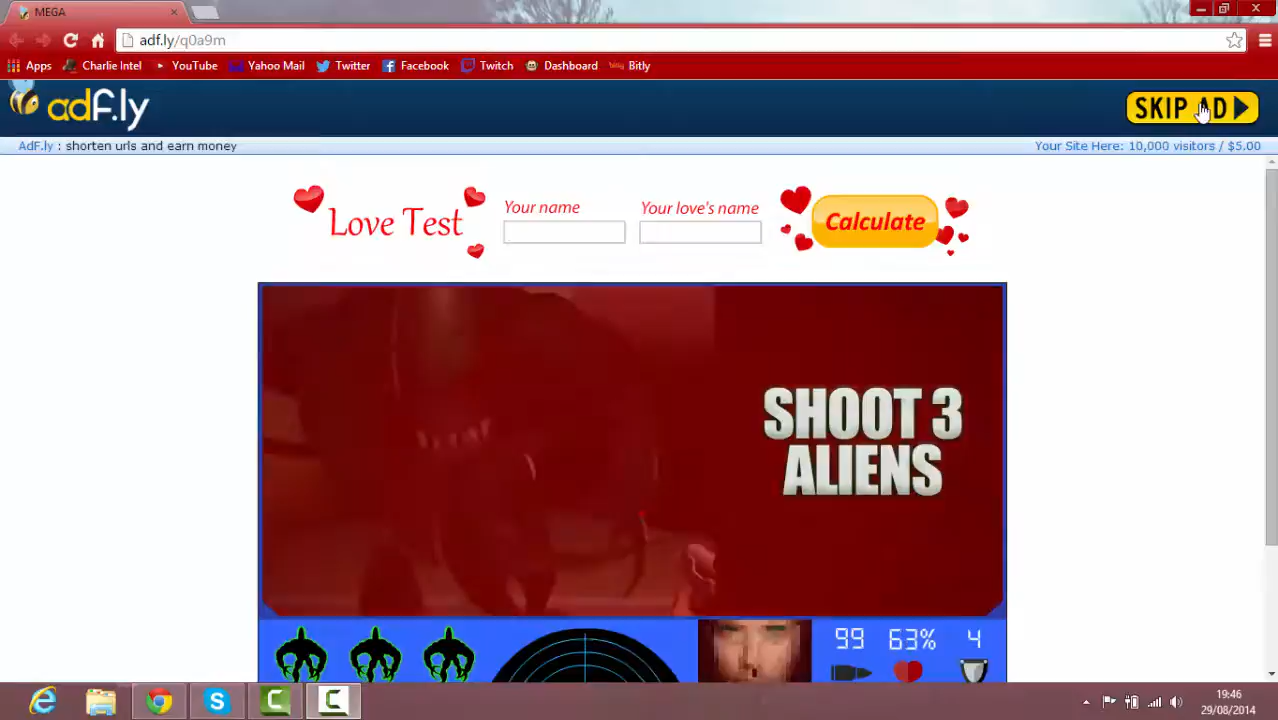 MEGA
adf.ly/q0a9m
Apps Charlie Intel YouTube Yahoo Mail Twitter Facebook Twitch Dashboard bitly Bitly
adf.ly
SKIP AD
AdF.ly : shorten urls and earn money
Your Site Here: 10,000 visitors / $5.00
Love Test
Your name
Your love's name
Calculate
SHOOT 3
ALIENS
99 63% 4
19:46
29/08/2014